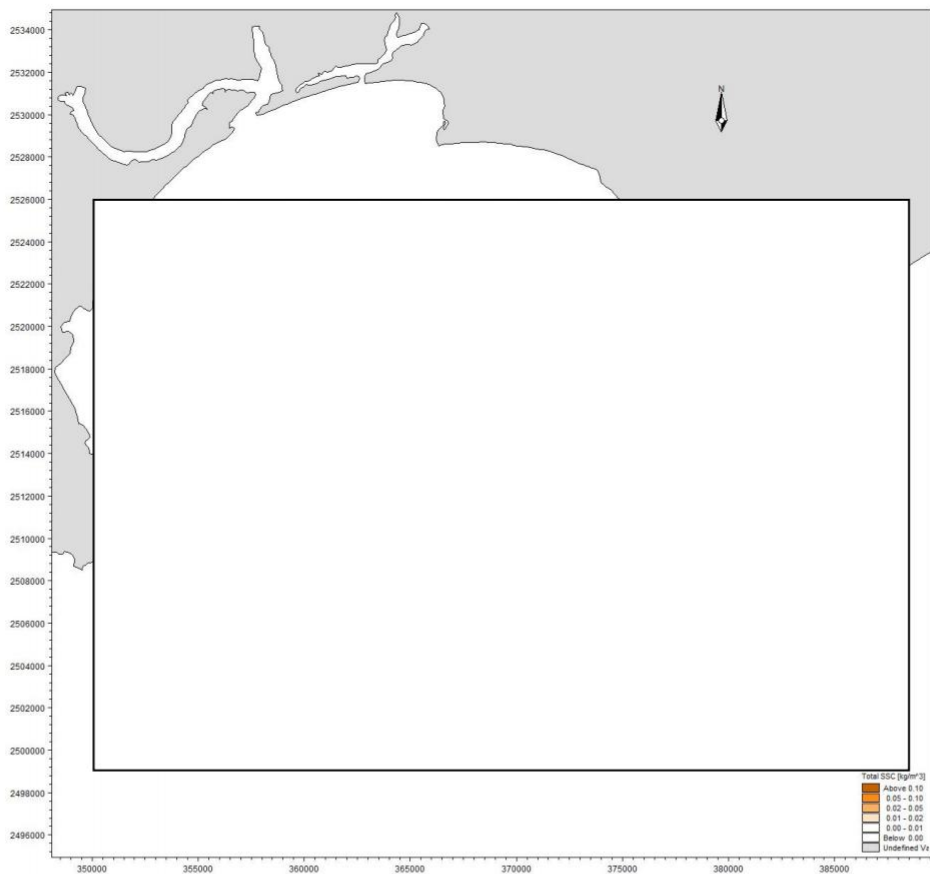 2534000
2532000
2530000
2528000
2526000
2524000
2522000
2520000
2518000
2516000
2514000
2512000
2510000
2508000
2506000
2504000
2502000
2500000
2498000
2496000
N
Total SSC [kg/m^3]
Above 0.10
0.05 - 0.10
0.02 - 0.05
0.01 - 0.02
0.00 - 0.01
Below 0.00
Undefined Va
350000 355000 360000 365000 370000 375000 380000 385000